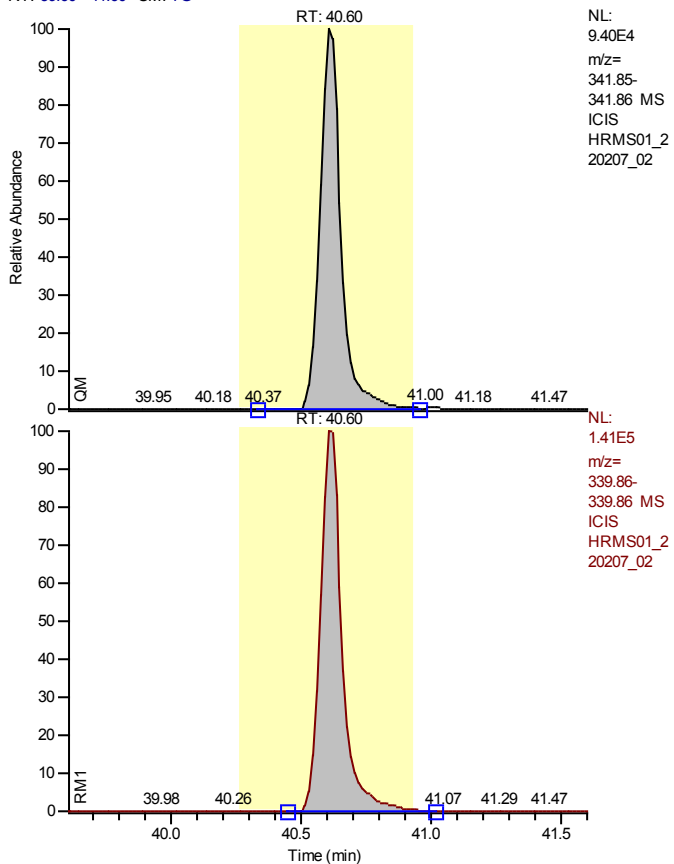 RT: 40.60
NL:
9.40E4
m/z=
341.85-
341.86 MS
ICIS
HRMS01_2
20207_02
100
90
80
70
60
50
40
30
20
10
0
Relative Abundance
QM
39.95 40.18 40.37 41.00 41.18 41.47
RT: 40.60
NL:
1.41E5
m/z=
339.86-
339.86 MS
ICIS
HRMS01_2
20207_02
100
90
80
70
60
50
40
30
20
10
0
RM1
39.98 40.26 41.07 41.29 41.47
40.0 40.5 41.0 41.5
Time (min)